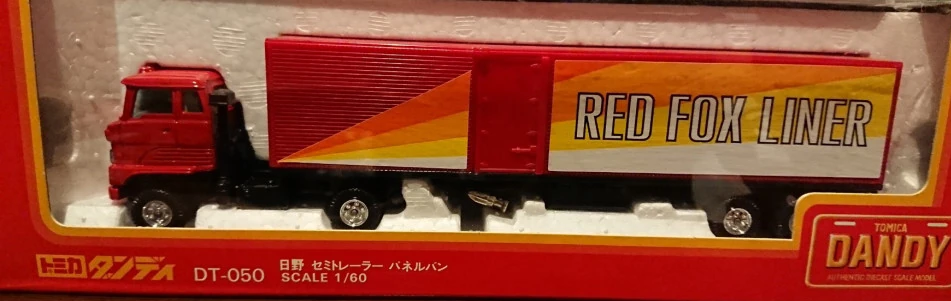 RED FOX LINER
トミカ ダンディ DT-050 日野 セミトレーラー パネルバン
SCALE 1/60
TOMICA
DANDY
AUTHENTIC DIECAST SCALE MODEL